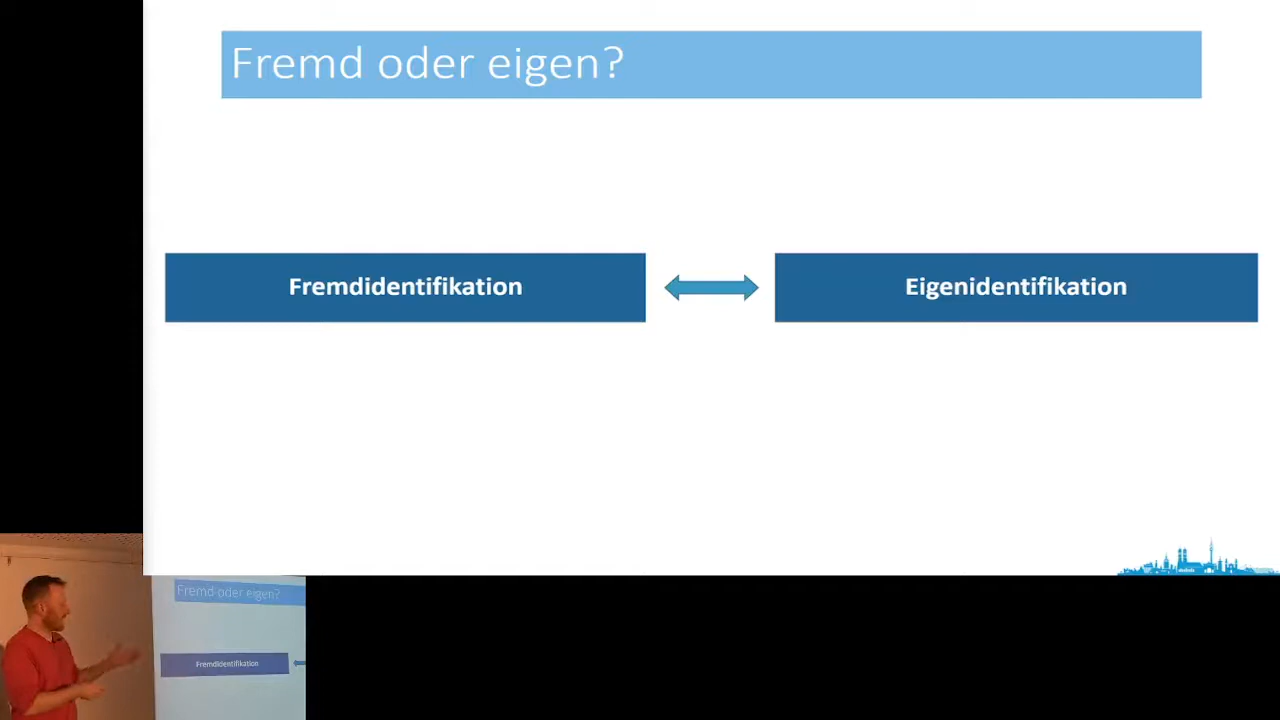 Fremd oder eigen?
Fremdidentifikation
Eigenidentifikation
Fremd oder eigen?
Fremdidentifikation